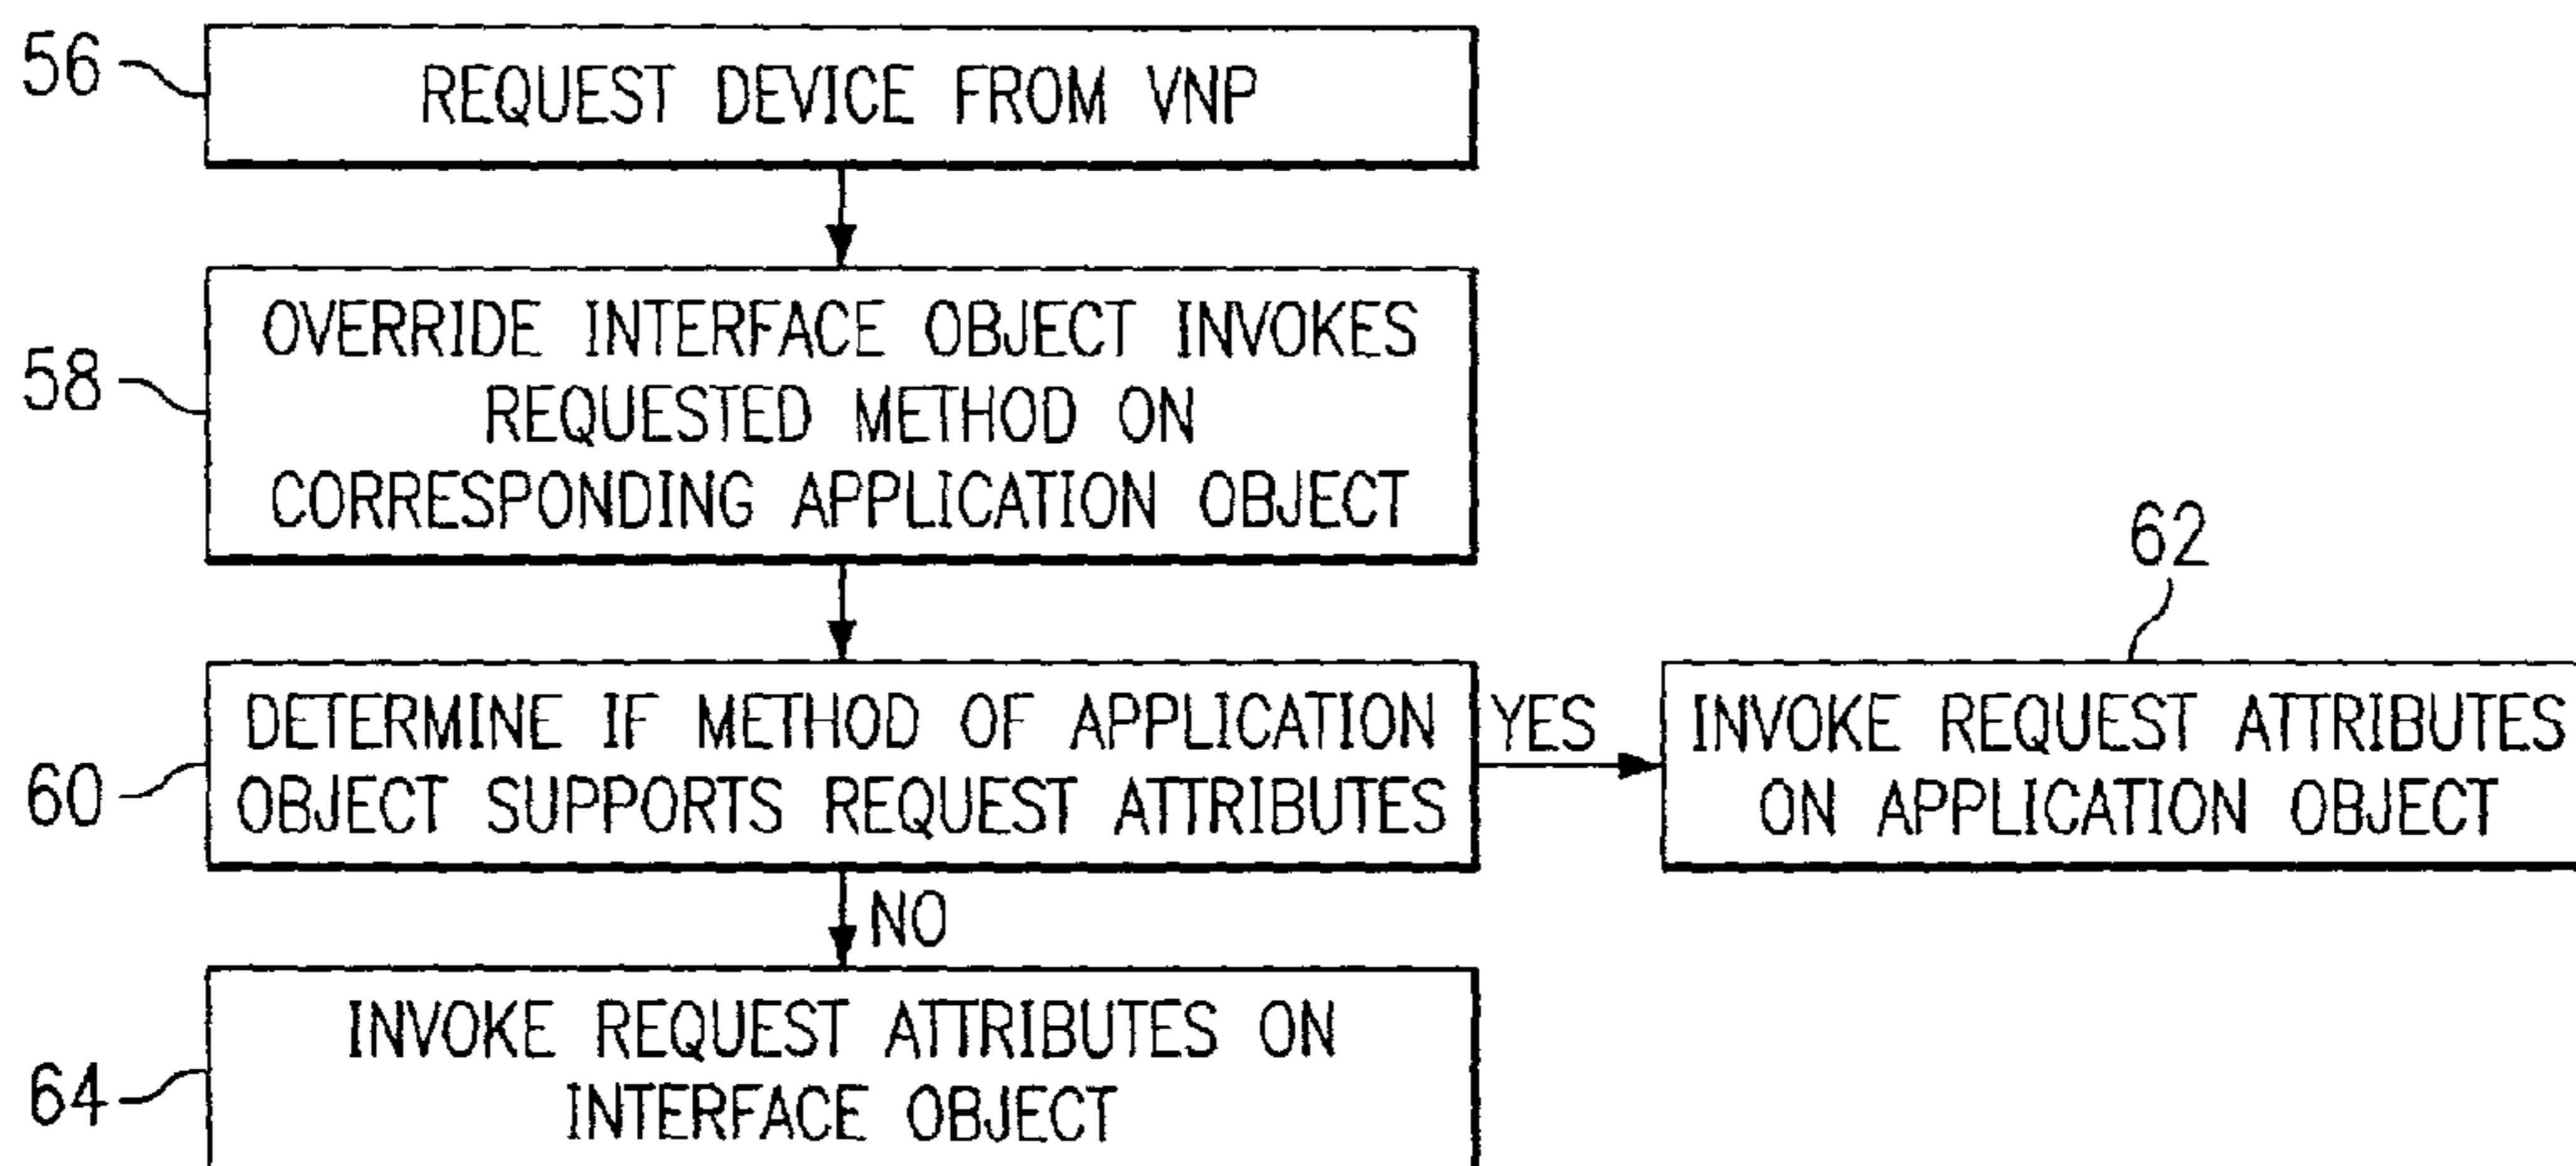 56
REQUEST DEVICE FROM VNP
58
OVERRIDE INTERFACE OBJECT INVOKES
REQUESTED METHOD ON
CORRESPONDING APPLICATION OBJECT
60
DETERMINE IF METHOD OF APPLICATION
OBJECT SUPPORTS REQUEST ATTRIBUTES
YES
62
INVOKE REQUEST ATTRIBUTES
ON APPLICATION OBJECT
NO
64
INVOKE REQUEST ATTRIBUTES ON
INTERFACE OBJECT